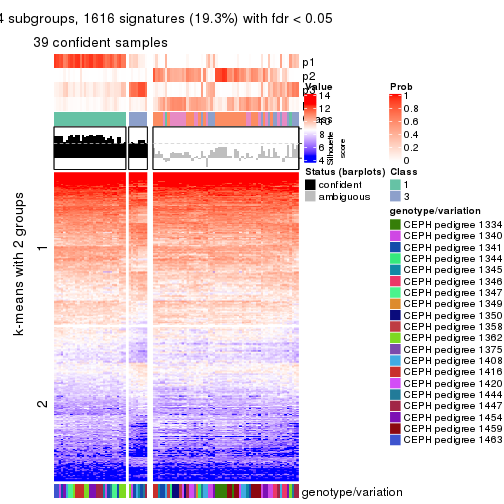 4 subgroups, 1616 signatures (19.3%) with fdr < 0.05
39 confident samples
p1
p2
p3
Value
14
12
10
8
6
4
Prob
1
0.8
0.6
0.4
0.2
0
Class
Silhouette
score
Status (barplots)
confident
ambiguous
Class
1
3
genotype/variation
CEPH pedigree 1334
CEPH pedigree 1340
CEPH pedigree 1341
CEPH pedigree 1344
CEPH pedigree 1345
CEPH pedigree 1346
CEPH pedigree 1347
CEPH pedigree 1349
CEPH pedigree 1350
CEPH pedigree 1358
CEPH pedigree 1362
CEPH pedigree 1375
CEPH pedigree 1408
CEPH pedigree 1416
CEPH pedigree 1420
CEPH pedigree 1444
CEPH pedigree 1447
CEPH pedigree 1454
CEPH pedigree 1459
CEPH pedigree 1463
k-means with 2 groups
1
2
genotype/variation